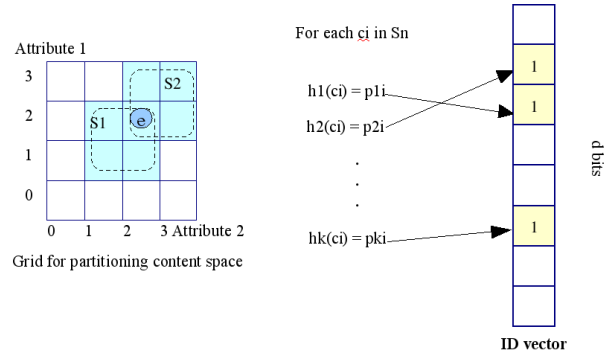 Attribute 1
3
2
1
0
S2
S1
e
0 1 2 3 Attribute 2
Grid for partitioning content space
For each ci in Sn
h1(ci) = p1i
h2(ci) = p2i
.
.
.
hk(ci) = pki
1
1
1
d bits
ID vector